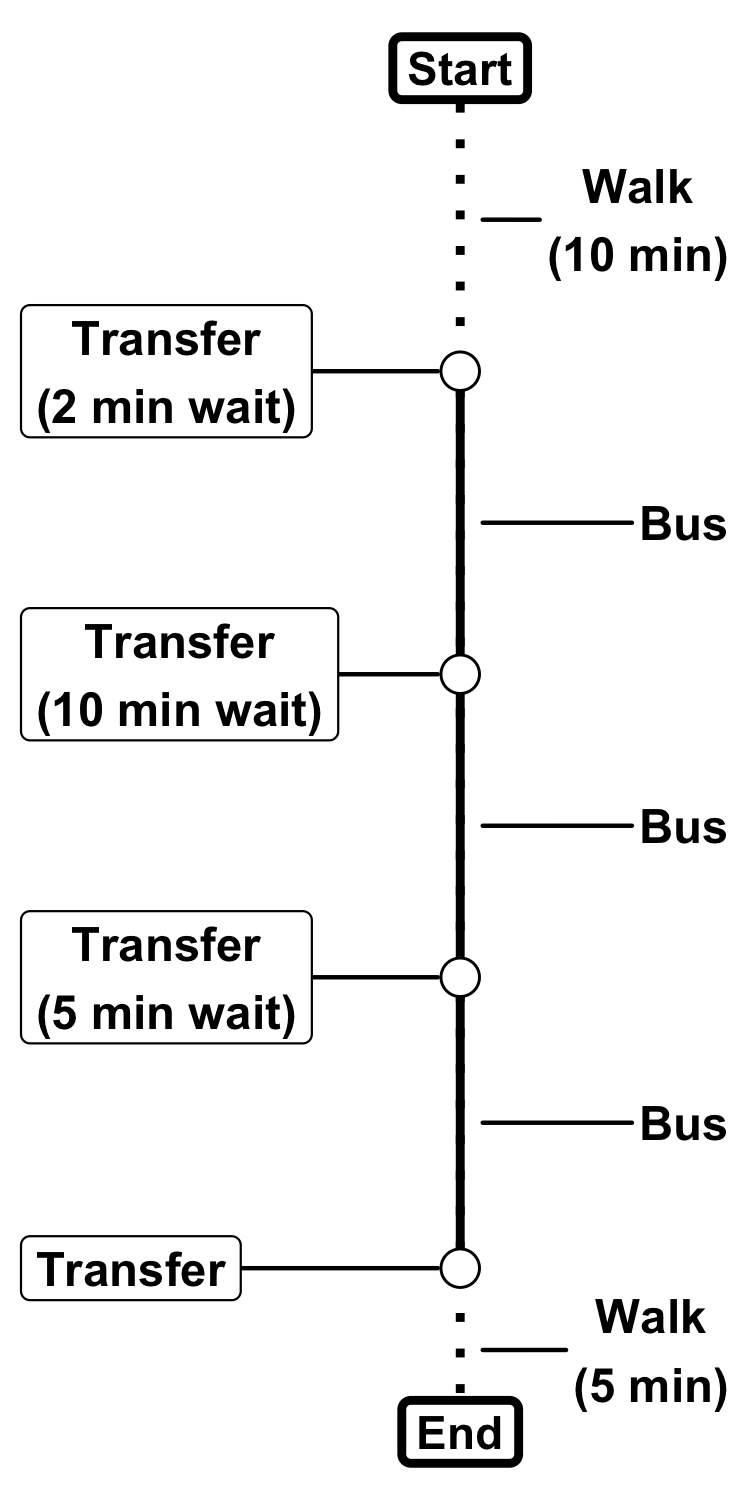 Start
Walk
(10 min)
Transfer
(2 min wait)
Bus
Transfer
(10 min wait)
Bus
Transfer
(5 min wait)
Bus
Transfer
Walk
(5 min)
End